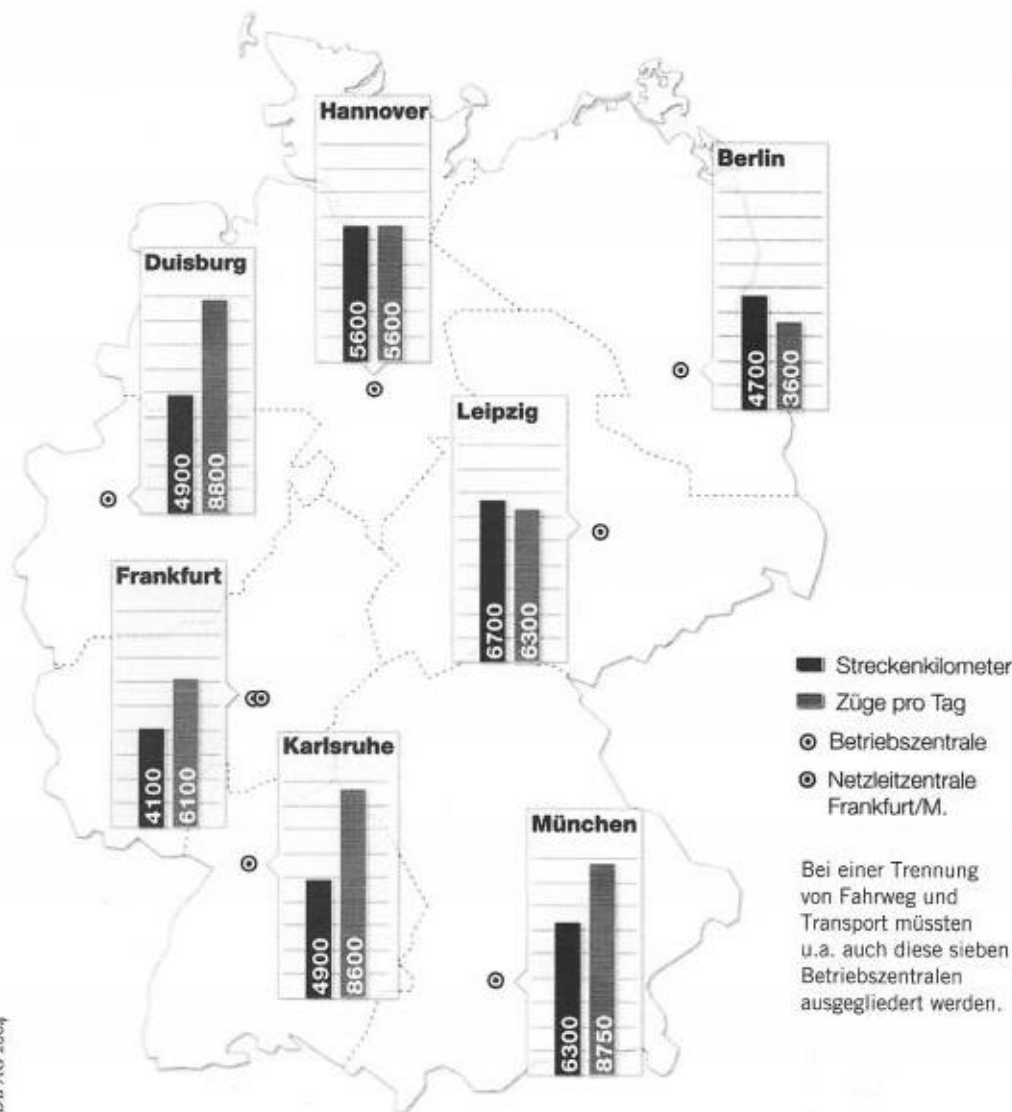 Hannover
5600
5600
Berlin
4700
3600
Duisburg
4900
8800
Leipzig
6700
6300
Frankfurt
4100
6100
Karlsruhe
4900
8600
München
6300
8750
Streckenkilometer
Züge pro Tag
Betriebszentrale
Netzleitzentrale
Frankfurt/M.
Bei einer Trennung
von Fahrweg und
Transport müssten
u.a. auch diese sieben
Betriebszentralen
ausgegliedert werden.